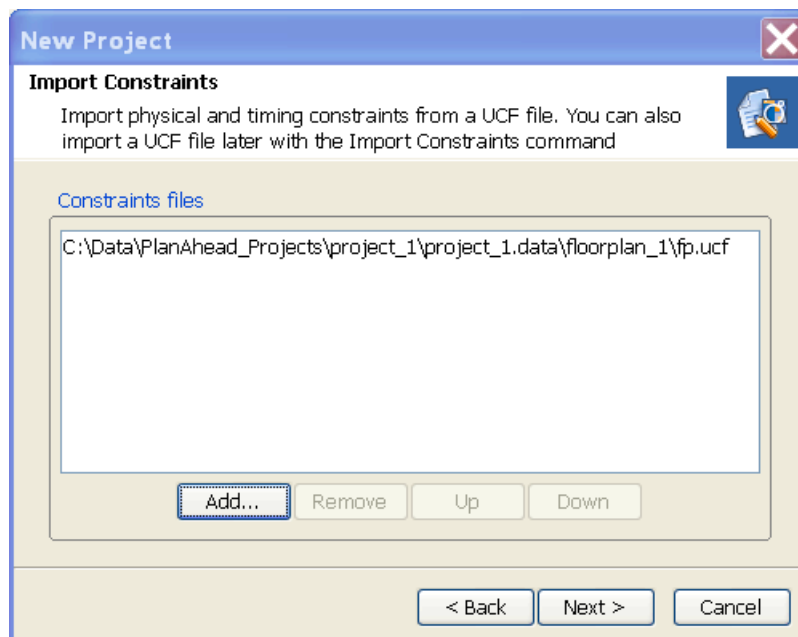 New Project
Import Constraints
Import physical and timing constraints from a UCF file. You can also
import a UCF file later with the Import Constraints command
Constraints files
C:\Data\PlanAhead_Projects\project_1\project_1.data\floorplan_1\fp.ucf
Add... Remove Up Down
< Back Next > Cancel